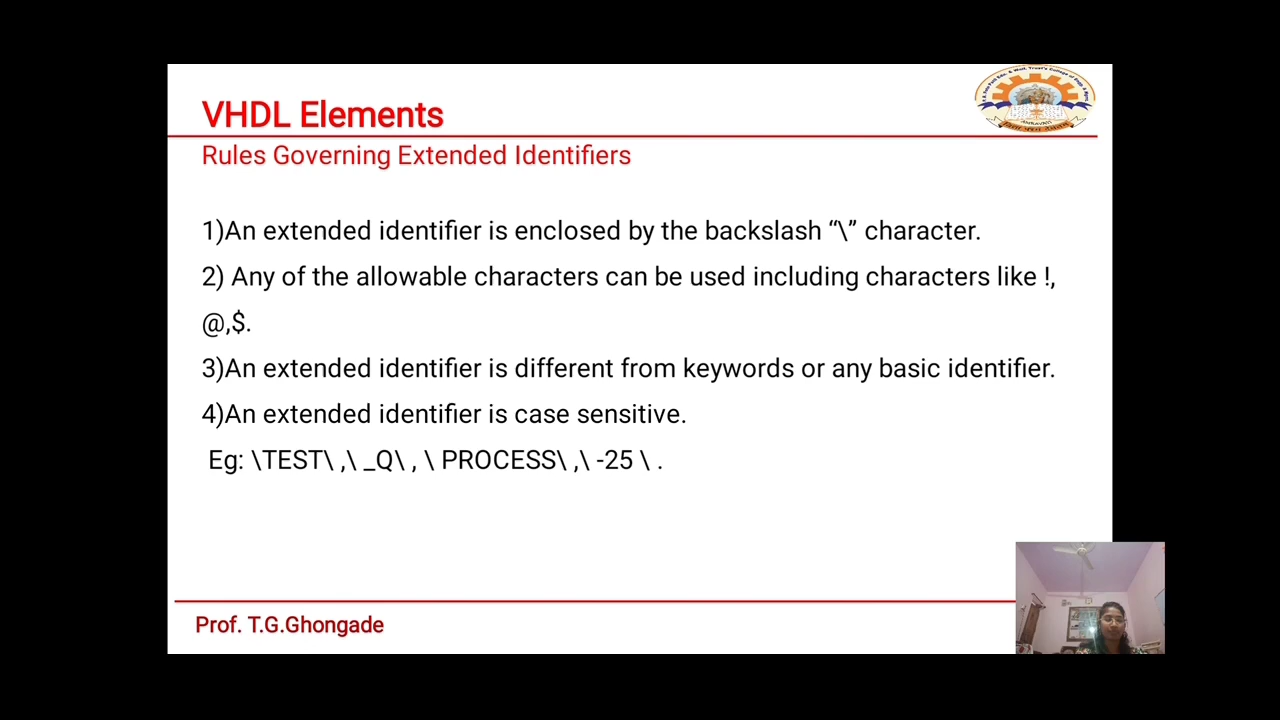 VHDL Elements
Rules Governing Extended Identifiers
1)An extended identifier is enclosed by the backslash “\” character.
2) Any of the allowable characters can be used including characters like !,
@,$.
3)An extended identifier is different from keywords or any basic identifier.
4)An extended identifier is case sensitive.
Eg: \TEST\ ,\ _Q\ , \ PROCESS\ ,\ -25 \ .
Prof. T.G.Ghongade